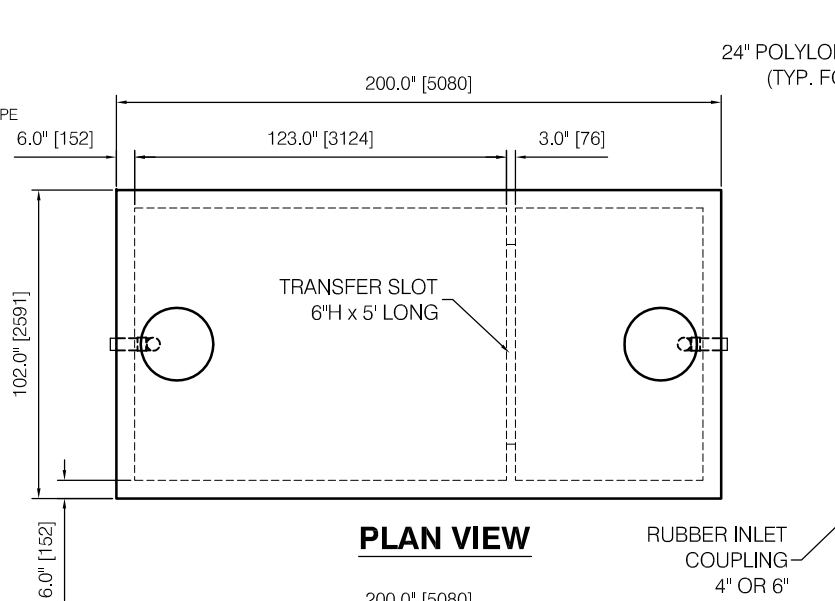 24" POLYLO
(TYP. FO
200.0" [5080]
PE
6.0" [152]
123.0" [3124]
3.0" [76]
TRANSFER SLOT
6"H x 5' LONG
102.0" [2591]
PLAN VIEW
6.0" [152]
RUBBER INLET
COUPLING
4" OR 6"
200.0" [5080]